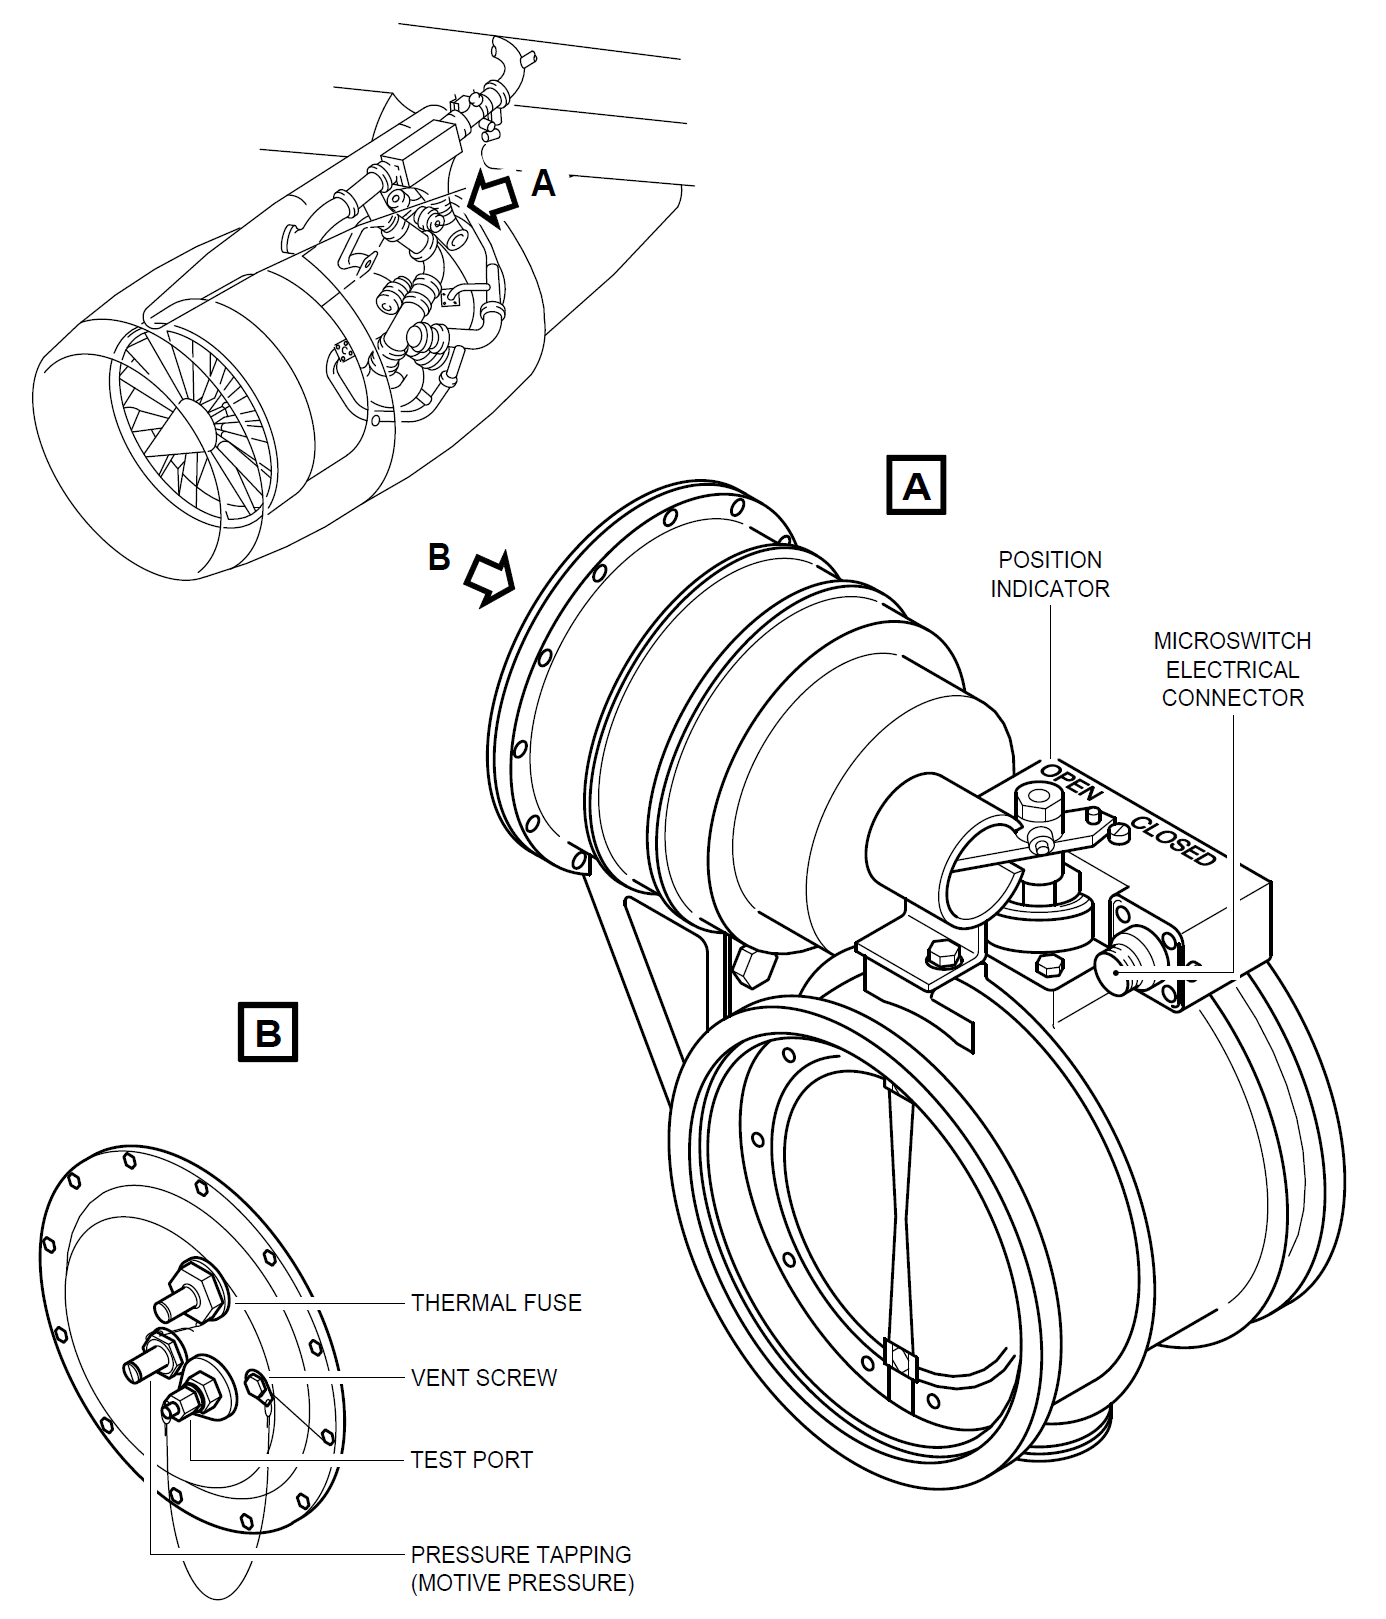 A
A
B
POSITION
INDICATOR
MICROSWITCH
ELECTRICAL
CONNECTOR
OPEN
CLOSED
B
THERMAL FUSE
VENT SCREW
TEST PORT
PRESSURE TAPPING
(MOTIVE PRESSURE)